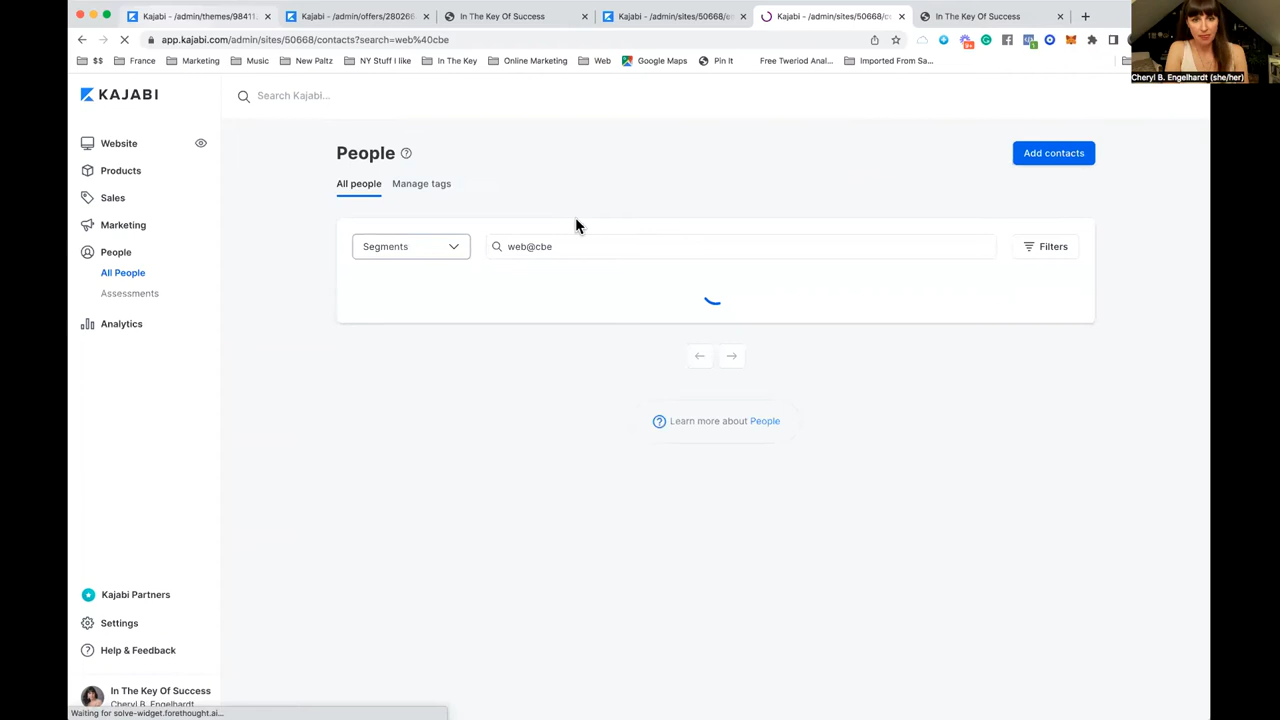 Kajabi - /admin/themes/98411
Kajabi - /admin/offers/280266
In The Key Of Success
Kajabi - /admin/sites/50668/em
Kajabi - /admin/sites/50668/co
In The Key Of Success
app.kajabi.com/admin/sites/50668/contacts?search=web%40cbe
$$
France
Marketing
Music
New Paltz
NY Stuff I like
In The Key
Online Marketing
Web
Google Maps
Pin It
Free Tweriod Anal...
Imported From Sa...
Cheryl B. Engelhardt (she/her)
KAJABI
Search Kajabi...
Website
Products
Sales
Marketing
People
All People
Assessments
Analytics
People
Add contacts
All people
Manage tags
Segments
web@cbe
Filters
Learn more about People
Kajabi Partners
Settings
Help & Feedback
In The Key Of Success
Cheryl B. Engelhardt
Waiting for solve-widget.forethought.ai...